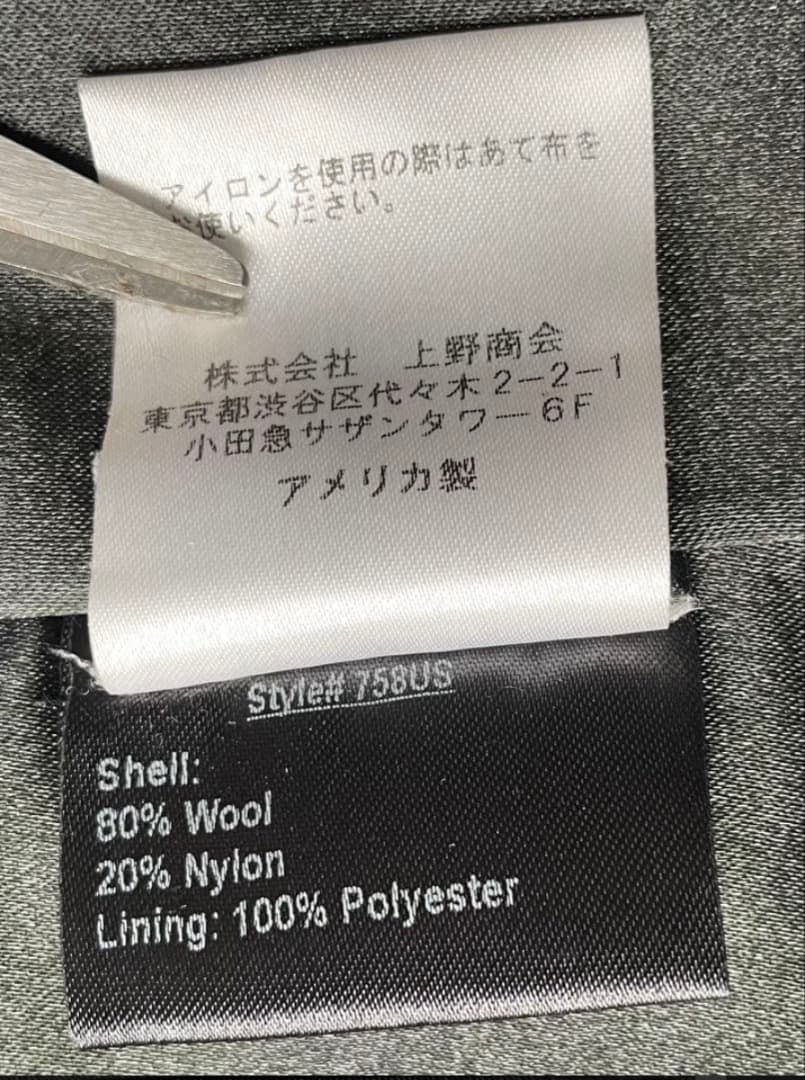 アイロンを使用の際はあて布を
お使いください。
株式会社 上野商会
東京都渋谷区代々木2-2-1
小田急サザンタワー6F
アメリカ製
Style# 758US
Shell:
80% Wool
20% Nylon
Lining: 100% Polyester